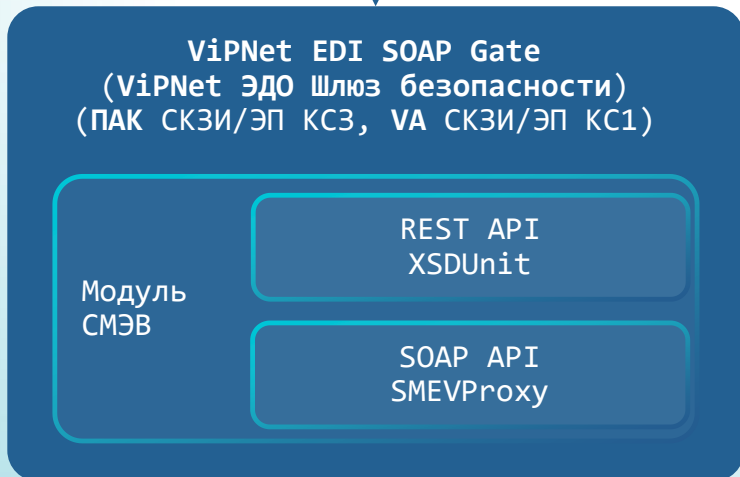 ViPNet EDI SOAP Gate
(ViPNet ЭДО Шлюз безопасности)
(ПАК СКЗИ/ЭП КС3, VA СКЗИ/ЭП КС1)
Модуль
СМЭВ
REST API
XSDUnit
SOAP API
SMEVProxy